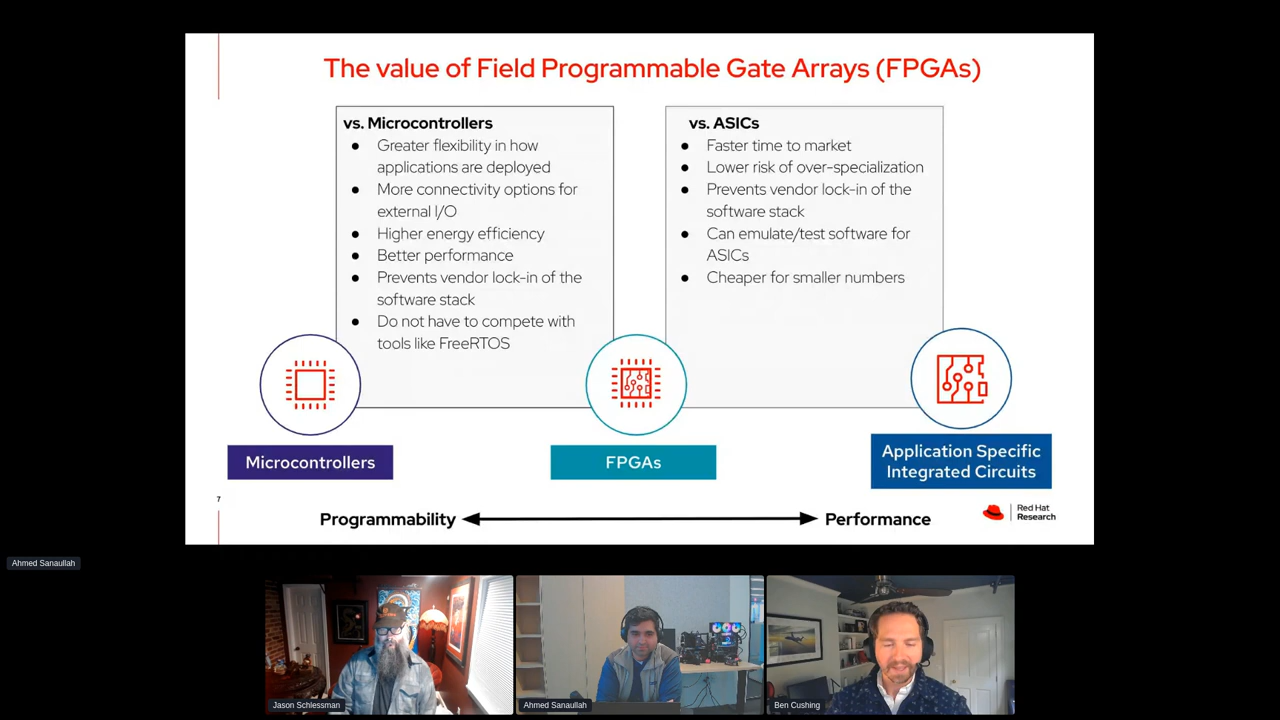 The value of Field Programmable Gate Arrays (FPGAs)
vs. Microcontrollers
● Greater flexibility in how
applications are deployed
● More connectivity options for
external I/O
● Higher energy efficiency
● Better performance
● Prevents vendor lock-in of the
software stack
● Do not have to compete with
tools like FreeRTOS
vs. ASICs
● Faster time to market
● Lower risk of over-specialization
● Prevents vendor lock-in of the
software stack
● Can emulate/test software for
ASICs
● Cheaper for smaller numbers
Microcontrollers
FPGAs
Application Specific
Integrated Circuits
7
Programmability
Performance
Red Hat
Research
Ahmed Sanaullah
Jason Schlessman
Ahmed Sanaullah
Ben Cushing